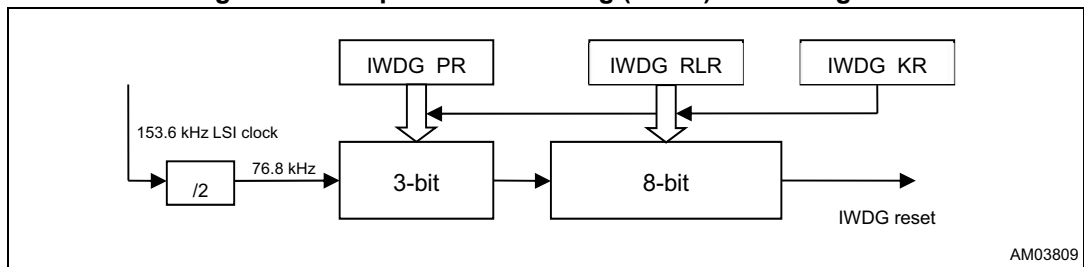 IWDG PR
IWDG RLR
IWDG KR
153.6 kHz LSI clock
/2
76.8 kHz
3-bit
8-bit
IWDG reset
AM03809